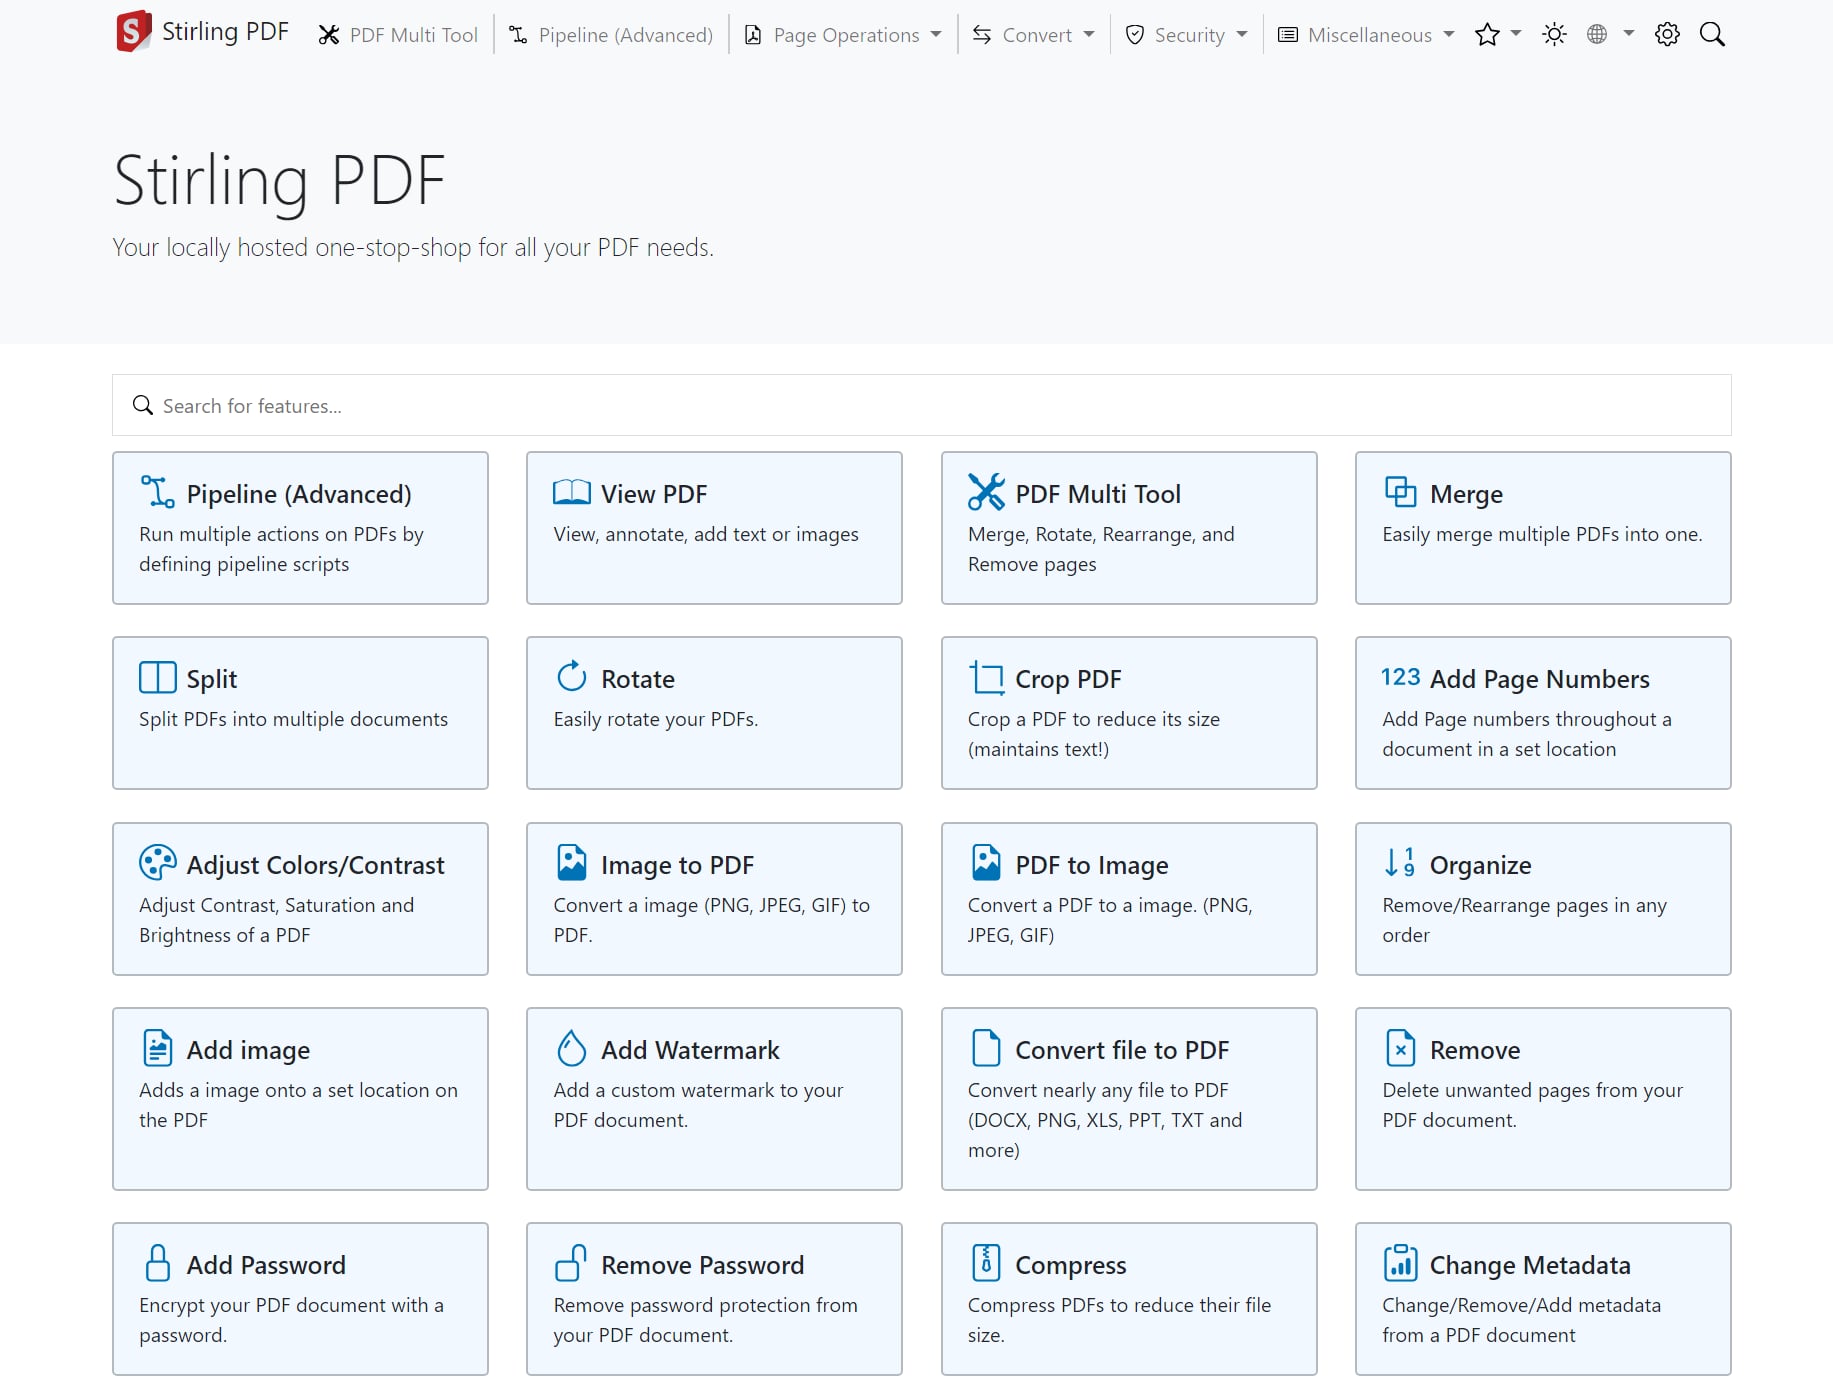 Stirling PDF
PDF Multi Tool
Pipeline (Advanced)
Page Operations
Convert
Security
Miscellaneous
Stirling PDF
Your locally hosted one-stop-shop for all your PDF needs.
Search for features...
Pipeline (Advanced)
Run multiple actions on PDFs by
defining pipeline scripts
View PDF
View, annotate, add text or images
PDF Multi Tool
Merge, Rotate, Rearrange, and
Remove pages
Merge
Easily merge multiple PDFs into one.
Split
Split PDFs into multiple documents
Rotate
Easily rotate your PDFs.
Crop PDF
Crop a PDF to reduce its size
(maintains text!)
123 Add Page Numbers
Add Page numbers throughout a
document in a set location
Adjust Colors/Contrast
Adjust Contrast, Saturation and
Brightness of a PDF
Image to PDF
Convert a image (PNG, JPEG, GIF) to
PDF.
PDF to Image
Convert a PDF to a image. (PNG,
JPEG, GIF)
Organize
Remove/Rearrange pages in any
order
Add image
Adds a image onto a set location on
the PDF
Add Watermark
Add a custom watermark to your
PDF document.
Convert file to PDF
Convert nearly any file to PDF
(DOCX, PNG, XLS, PPT, TXT and
more)
Remove
Delete unwanted pages from your
PDF document.
Add Password
Encrypt your PDF document with a
password.
Remove Password
Remove password protection from
your PDF document.
Compress
Compress PDFs to reduce their file
size.
Change Metadata
Change/Remove/Add metadata
from a PDF document